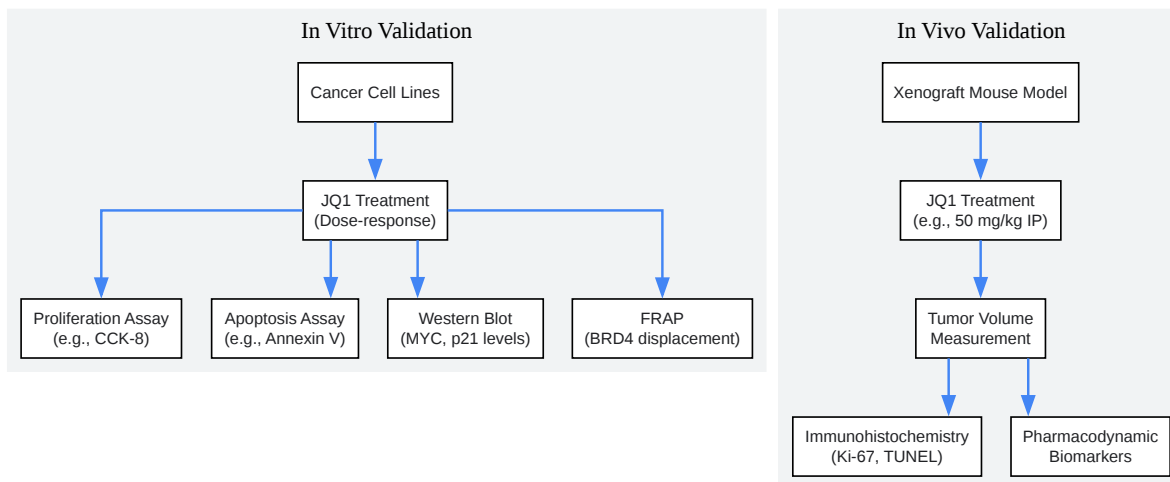 In Vitro Validation
Cancer Cell Lines
JQ1 Treatment
(Dose-response)
Proliferation Assay
(e.g., CCK-8)
Apoptosis Assay
(e.g., Annexin V)
Western Blot
(MYC, p21 levels)
FRAP
(BRD4 displacement)
In Vivo Validation
Xenograft Mouse Model
JQ1 Treatment
(e.g., 50 mg/kg IP)
Tumor Volume
Measurement
Immunohistochemistry
(Ki-67, TUNEL)
Pharmacodynamic
Biomarkers